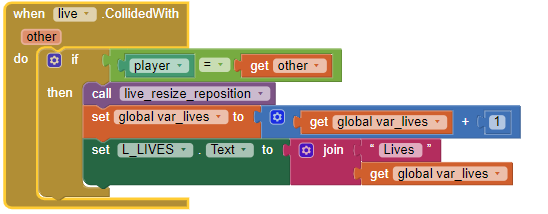 when live .CollidedWith
other
do if player = get other
then call live_resize_reposition
set global var_lives to get global var_lives + 1
set L_LIVES . Text to join “ Lives ”
get global var_lives